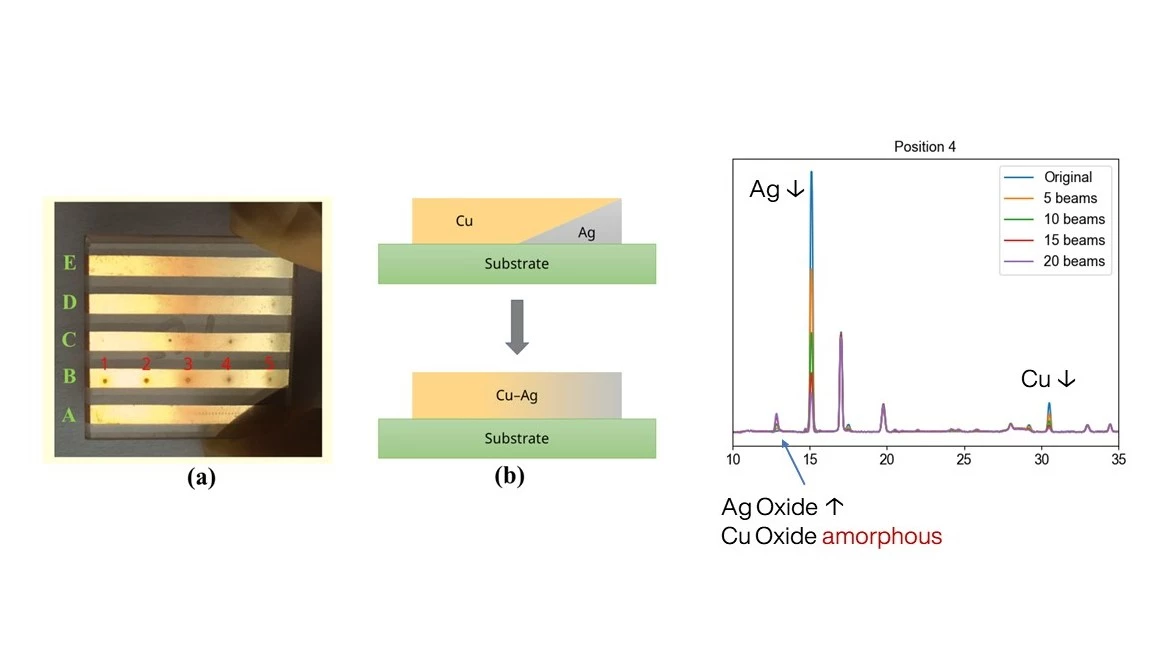 E
D
C
B
A
1 2 3 4 5
(a)
Cu
Ag
Substrate
Cu–Ag
Substrate
(b)
Position 4
Ag ↓
Original
5 beams
10 beams
15 beams
20 beams
Cu ↓
10 15 20 25 30 35
Ag Oxide ↑
Cu Oxide amorphous